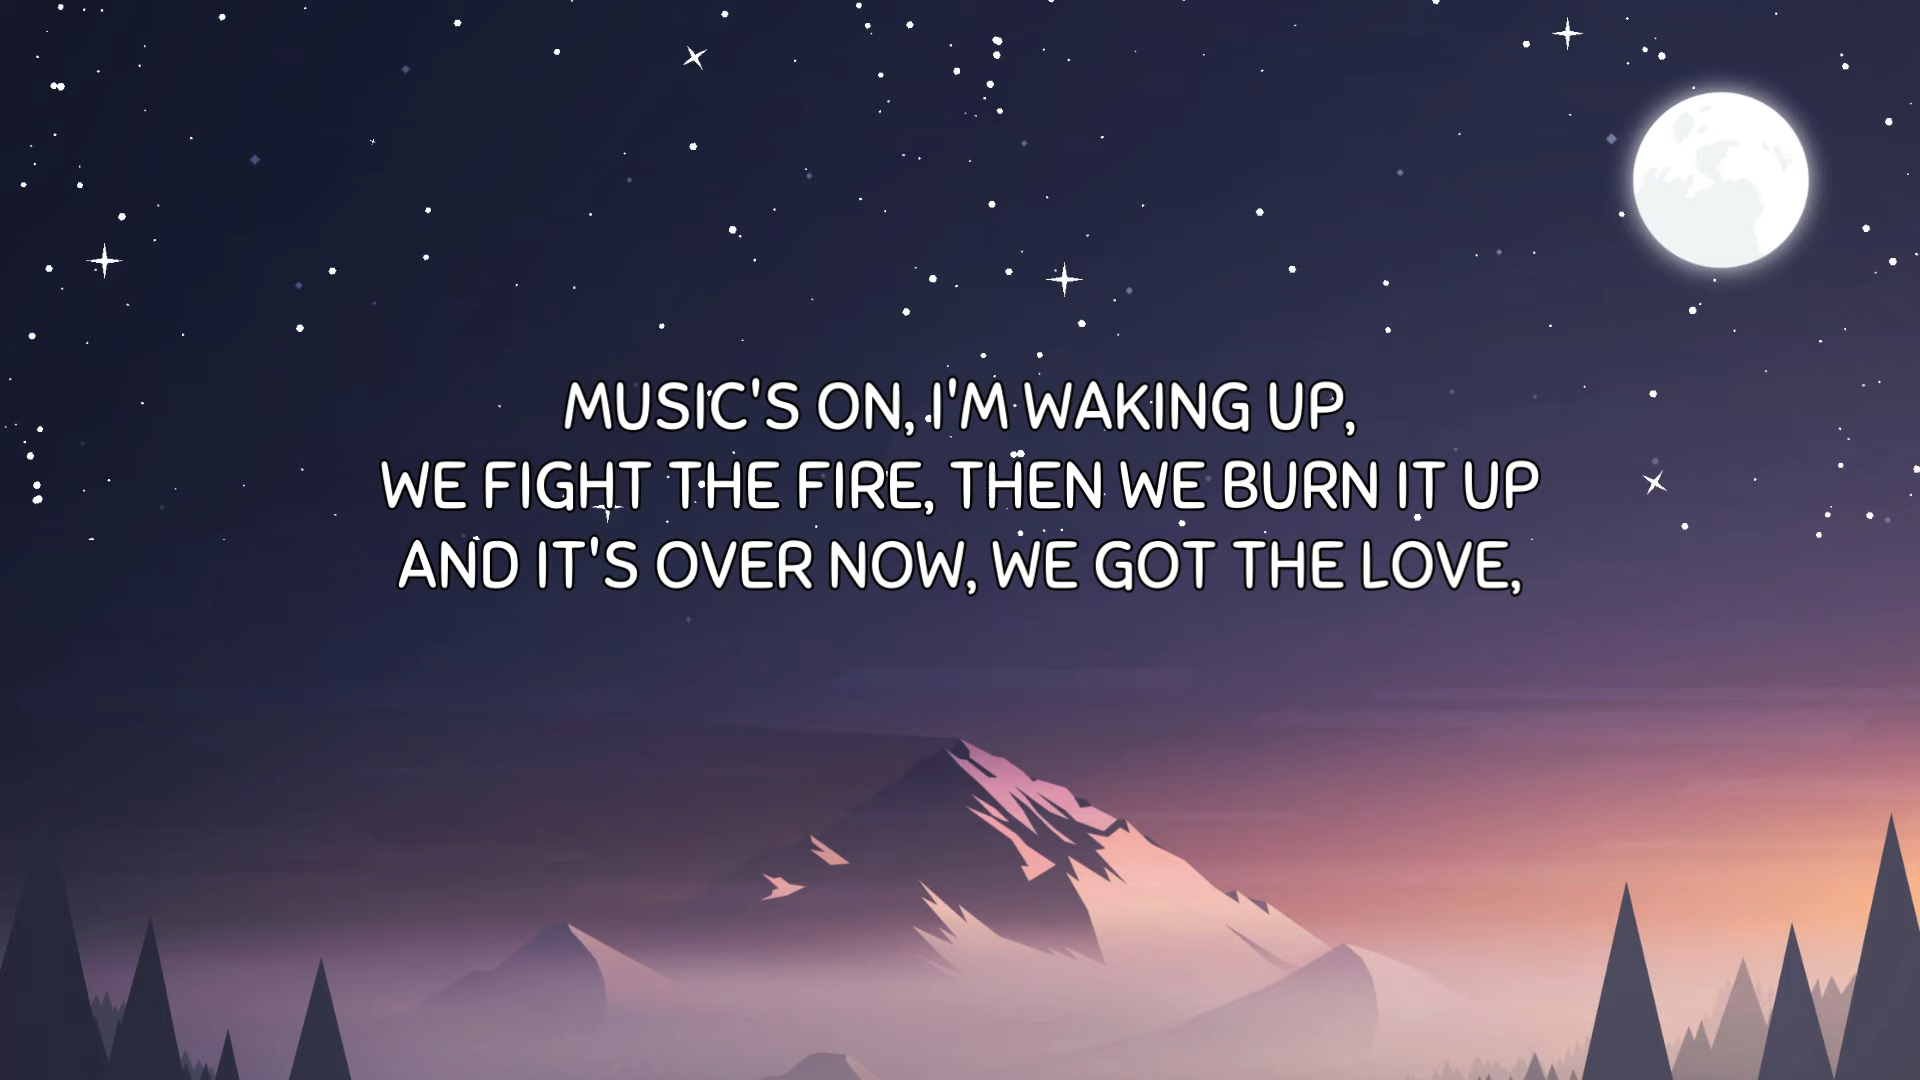 MUSIC'S ON, I'M WAKING UP,
WE FIGHT THE FIRE, THEN WE BURN IT UP
AND IT'S OVER NOW, WE GOT THE LOVE,